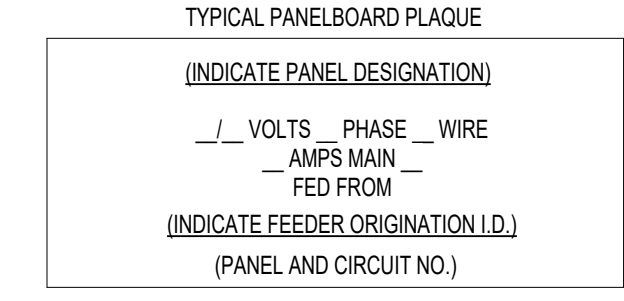 TYPICAL PANELBOARD PLAQUE
(INDICATE PANEL DESIGNATION)
__/__ VOLTS __ PHASE __ WIRE
__ AMPS MAIN __
FED FROM
(INDICATE FEEDER ORIGINATION I.D.)
(PANEL AND CIRCUIT NO.)